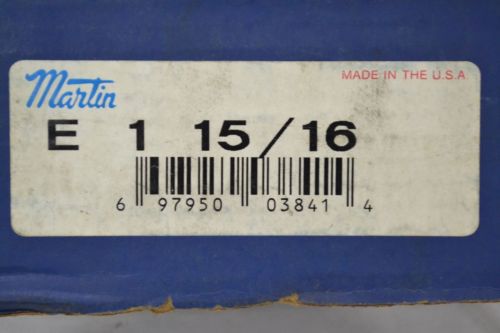 Martin
MADE IN THE U.S.A.
E 1 15/16
6 97950 03841 4